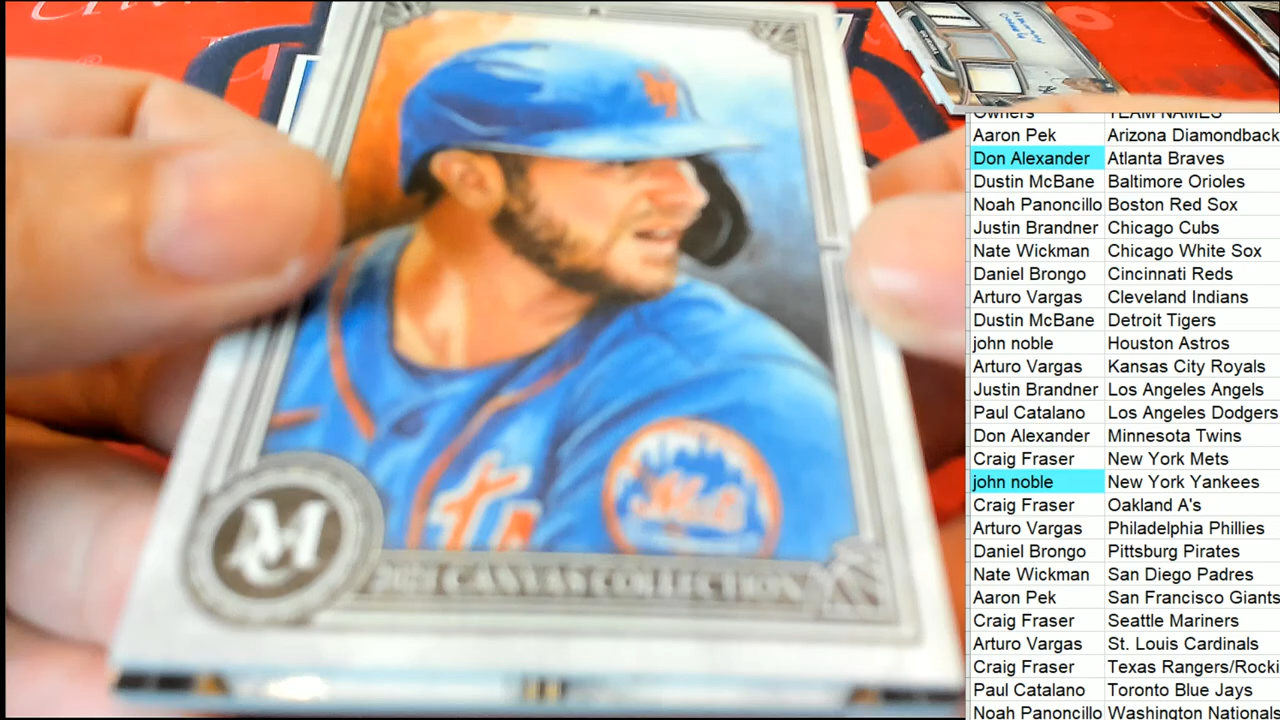 Mets
MC
2021 CANVAS COLLECTION
Owners TEAM NAMES
Aaron Pek Arizona Diamondback
Don Alexander Atlanta Braves
Dustin McBane Baltimore Orioles
Noah Panoncillo Boston Red Sox
Justin Brandner Chicago Cubs
Nate Wickman Chicago White Sox
Daniel Brongo Cincinnati Reds
Arturo Vargas Cleveland Indians
Dustin McBane Detroit Tigers
john noble Houston Astros
Arturo Vargas Kansas City Royals
Justin Brandner Los Angeles Angels
Paul Catalano Los Angeles Dodgers
Don Alexander Minnesota Twins
Craig Fraser New York Mets
john noble New York Yankees
Craig Fraser Oakland A's
Arturo Vargas Philadelphia Phillies
Daniel Brongo Pittsburg Pirates
Nate Wickman San Diego Padres
Aaron Pek San Francisco Giants
Craig Fraser Seattle Mariners
Arturo Vargas St. Louis Cardinals
Craig Fraser Texas Rangers/Rocki
Paul Catalano Toronto Blue Jays
Noah Panoncillo Washington Nationals